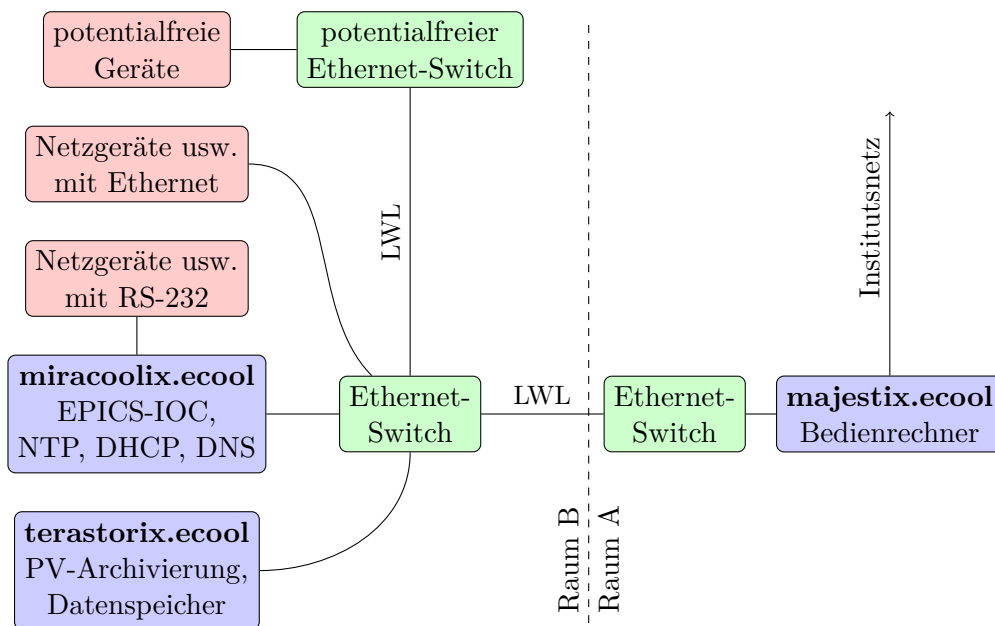 potentialfreie
Geräte
potentialfreier
Ethernet-Switch
Netzgeräte usw.
mit Ethernet
LWL
Institutsnetz
Netzgeräte usw.
mit RS-232
miracoolix.ecool
EPICS-IOC,
NTP, DHCP, DNS
Ethernet-
Switch
LWL
Ethernet-
Switch
majestix.ecool
Bedienrechner
terastorix.ecool
PV-Archivierung,
Datenspeicher
Raum B
Raum A